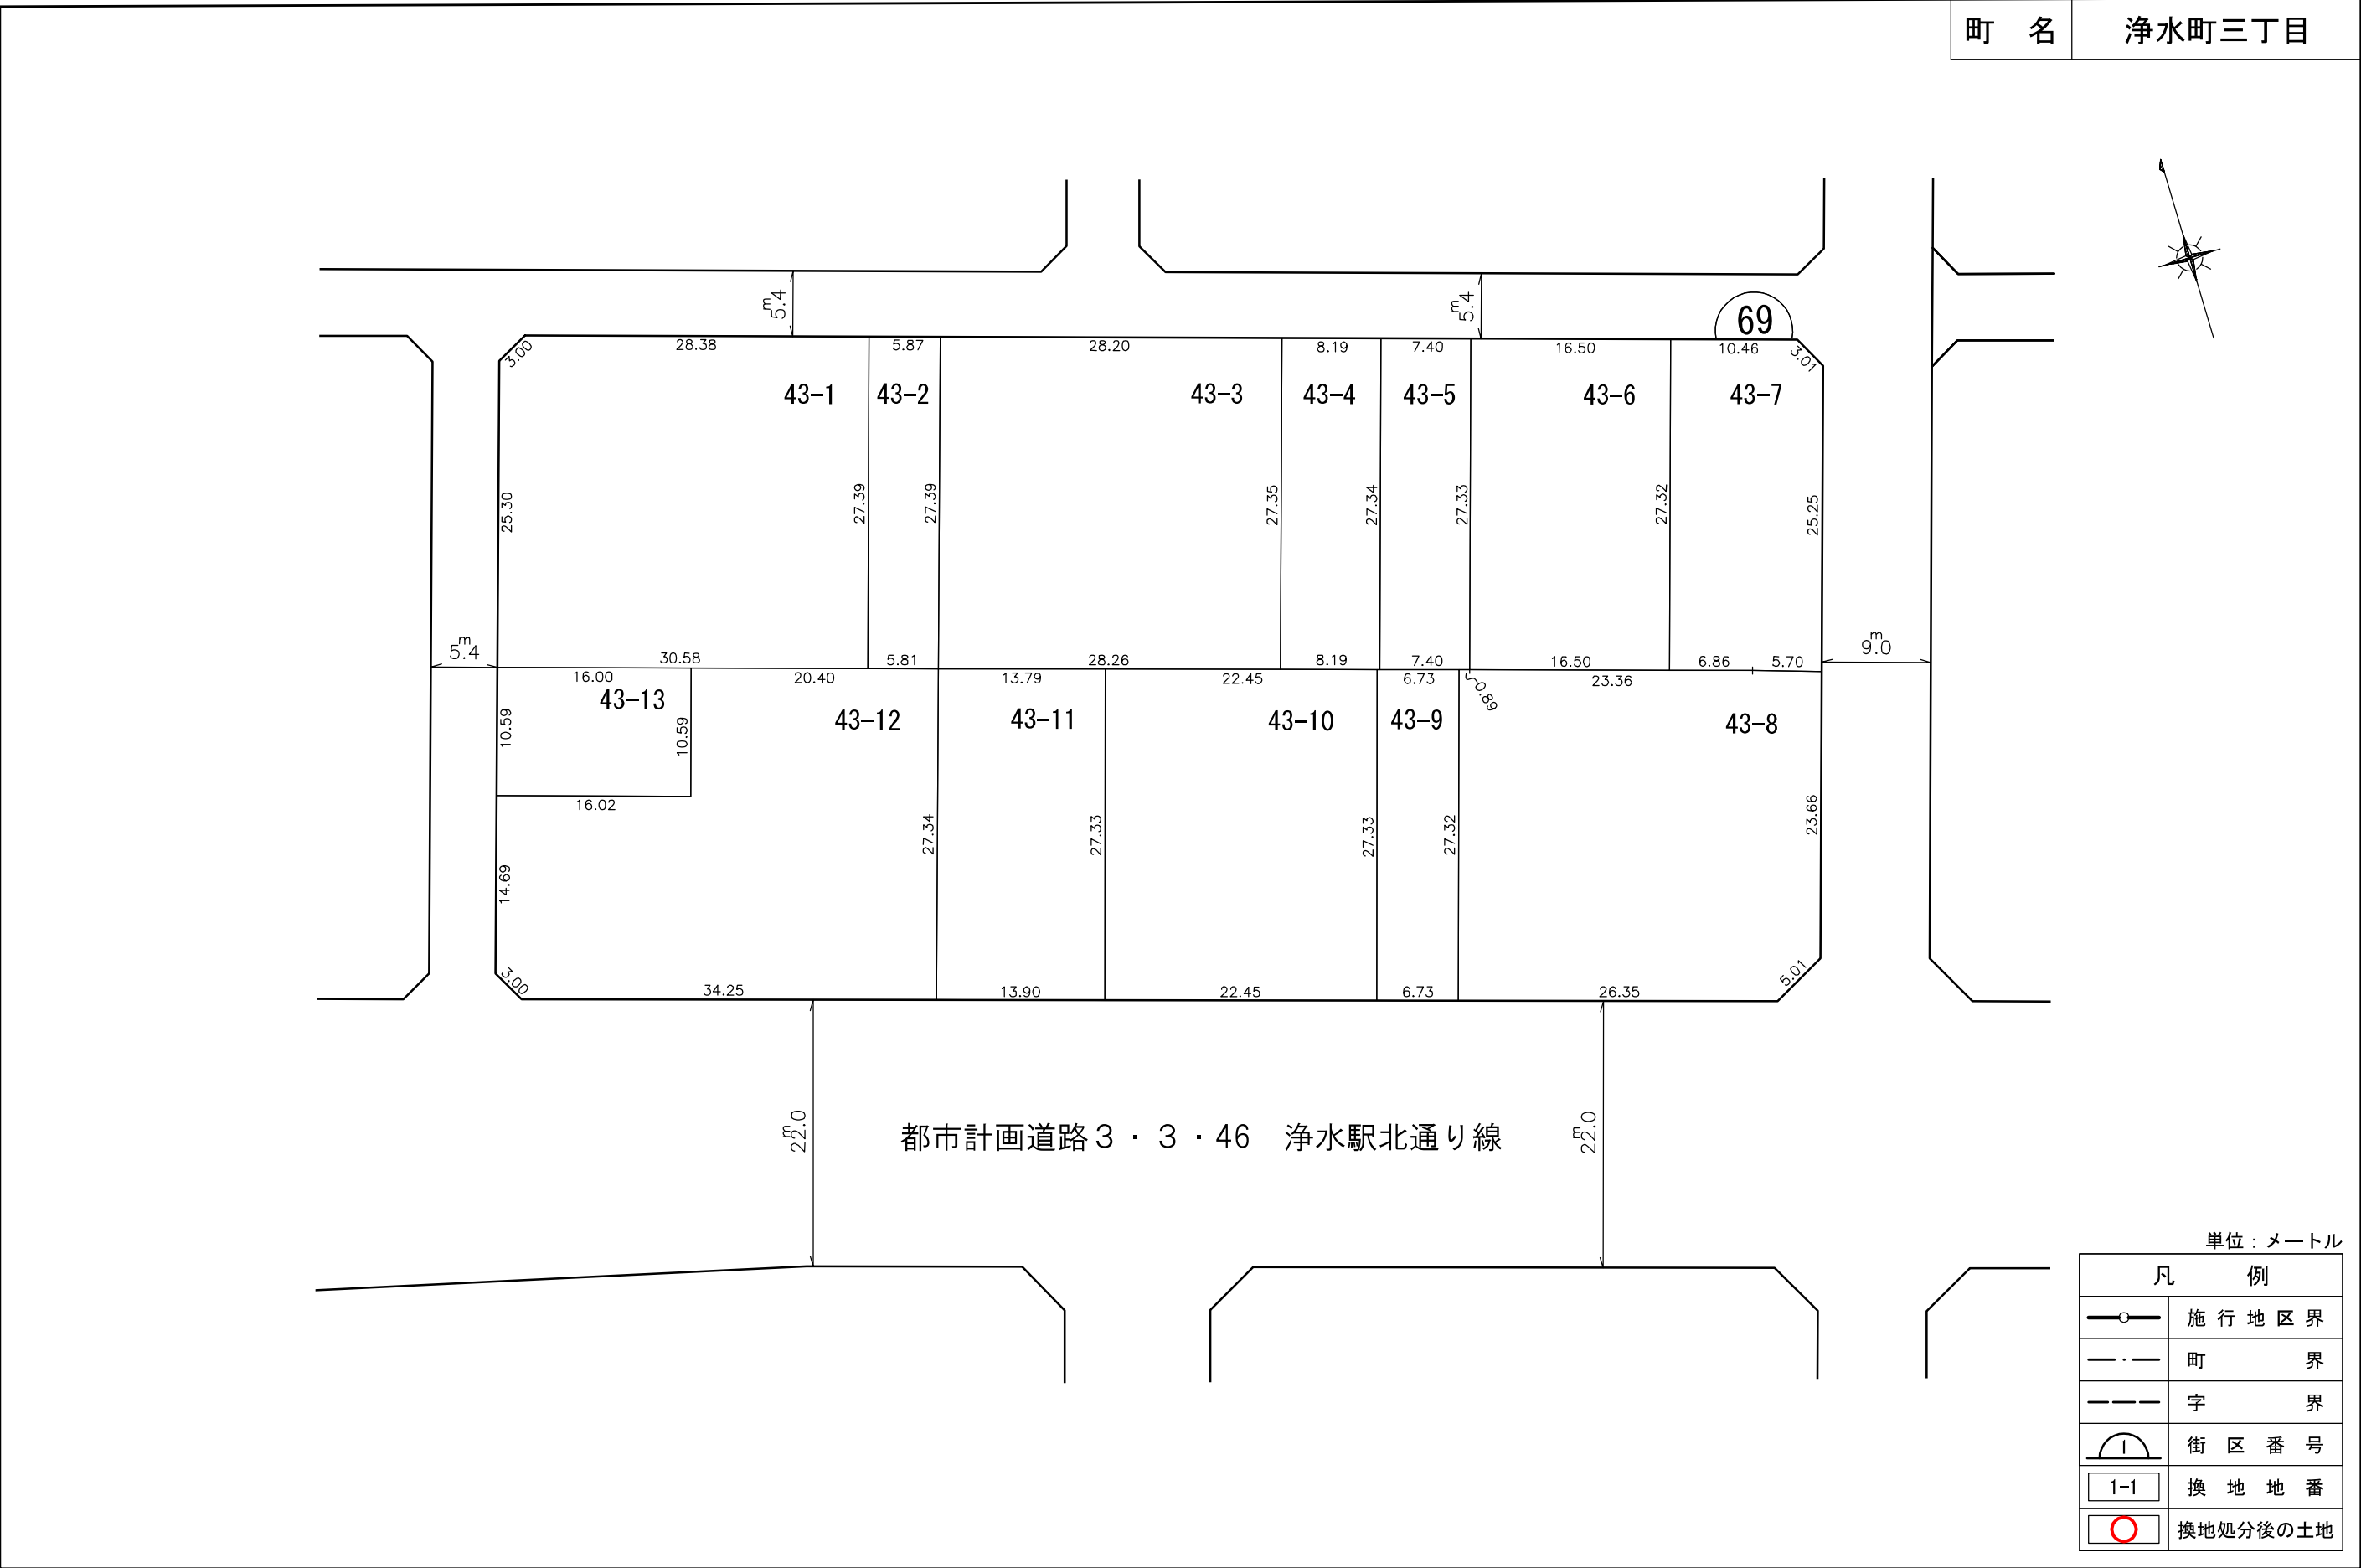 町 名 浄水町三丁目
5.4m
5.4m
69
3.00 28.38 5.87 28.20 8.19 7.40 16.50 10.46 3.01
43-1 43-2 43-3 43-4 43-5 43-6 43-7
25.30 27.39 27.39 27.35 27.34 27.33 27.32 25.25
5.4m
9.0m
30.58 5.81 28.26 8.19 7.40 16.50 6.86 5.70
16.00 20.40 13.79 22.45 6.73 0.89 23.36
43-13 43-12 43-11 43-10 43-9 43-8
10.59 10.59
16.02
27.34 27.33 27.33 27.32 23.66
14.69
3.00 34.25 13.90 22.45 6.73 26.35 5.01
22.0m
都市計画道路3・3・46 浄水駅北通り線
22.0m
単位:メートル
凡 例
施行地区界
町 界
字 界
1 街区番号
1-1 換地地番
換地処分後の土地